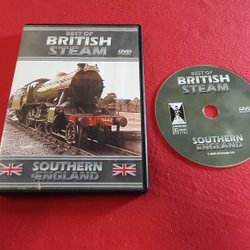 BEST OF
BRITISH
STEAM
DVD
SOUTHERN
ENGLAND
BEST OF
BRITISH
STEAM
DVD
SOUTHERN
ENGLAND